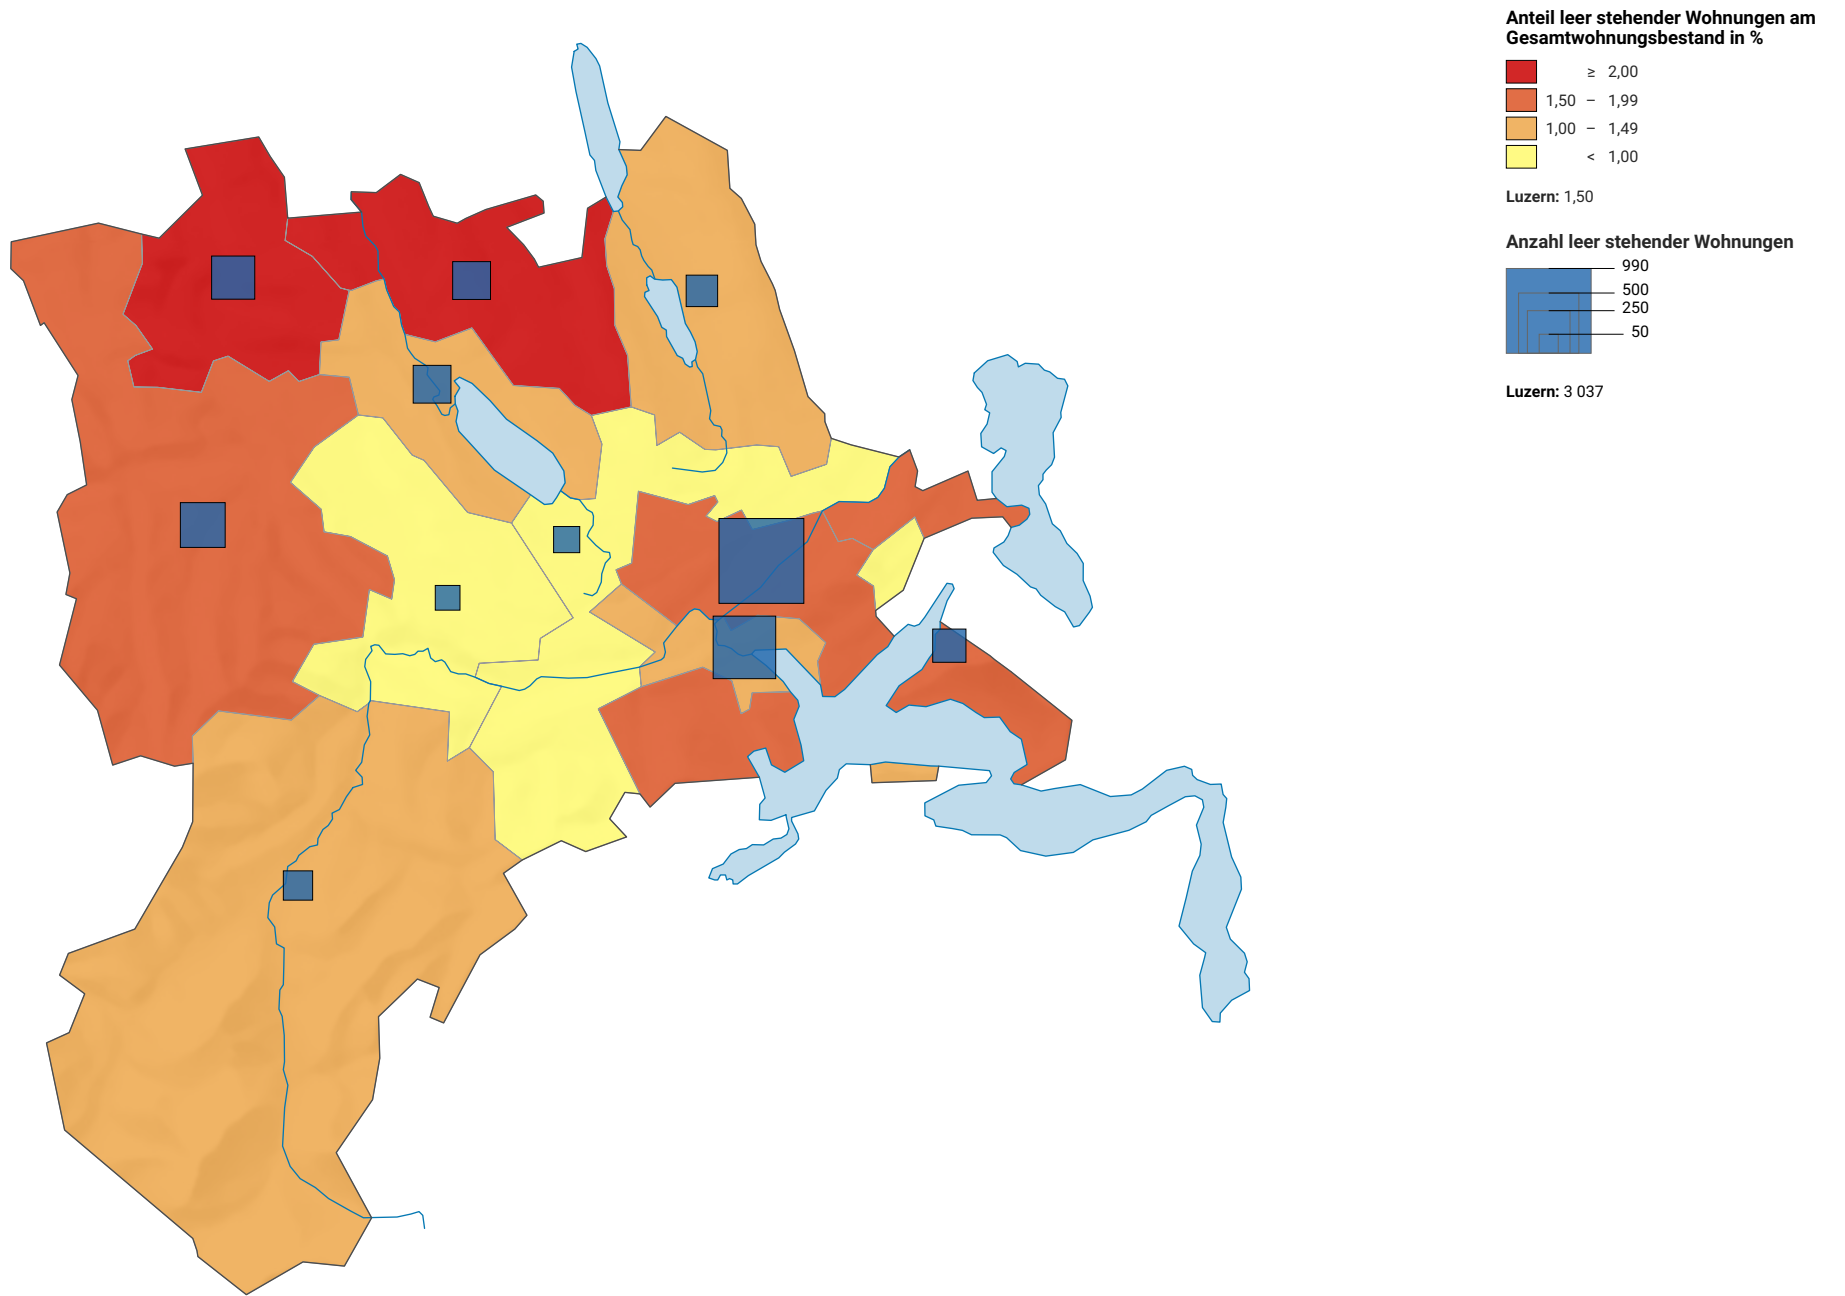 Anteil leer stehender Wohnungen am
Gesamtwohnungsbestand in %
≥ 2,00
1,50 – 1,99
1,00 – 1,49
< 1,00
Luzern: 1,50
Anzahl leer stehender Wohnungen
990
500
250
50
Luzern: 3 037